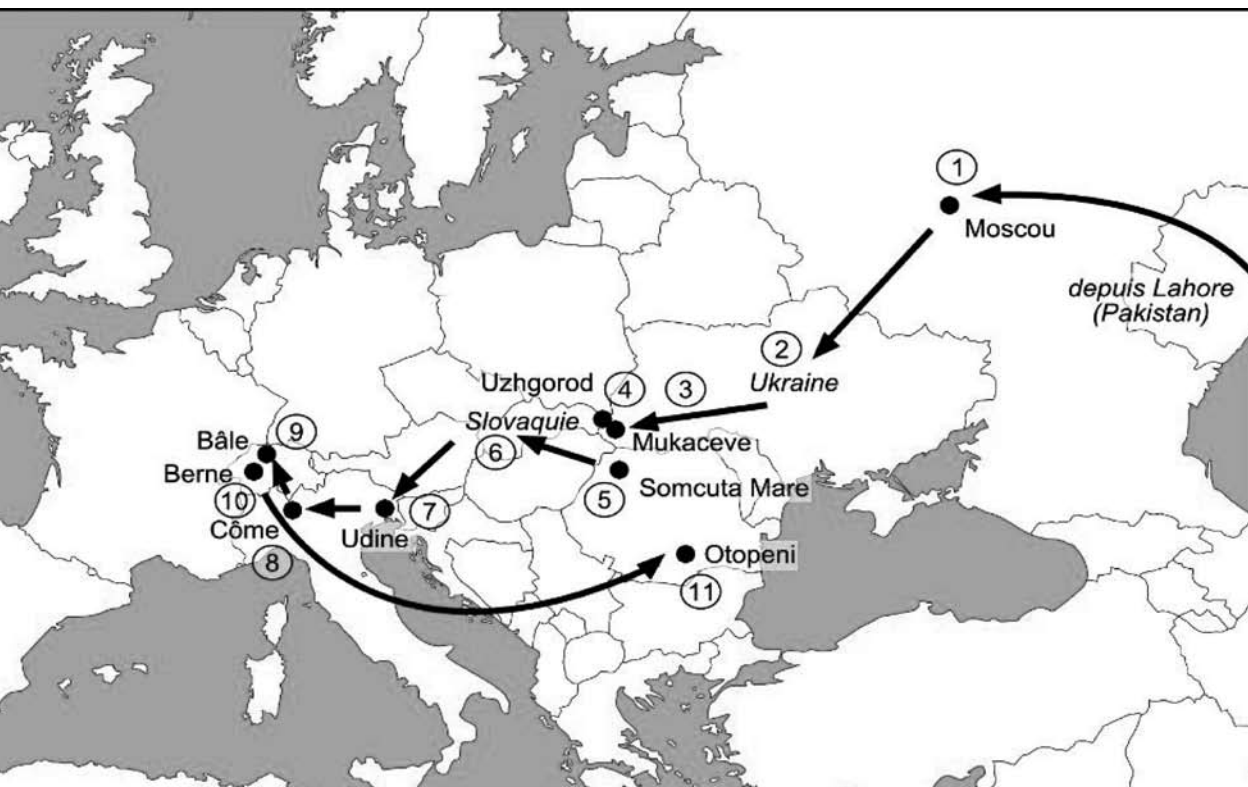 1
Moscou
depuis Lahore
(Pakistan)
2
Ukraine
Uzhgorod
4
3
Slovaquie
Mukaceve
6
Bâle
9
Berne
5
Somcuta Mare
10
Côme
Udine
7
8
Otopeni
11